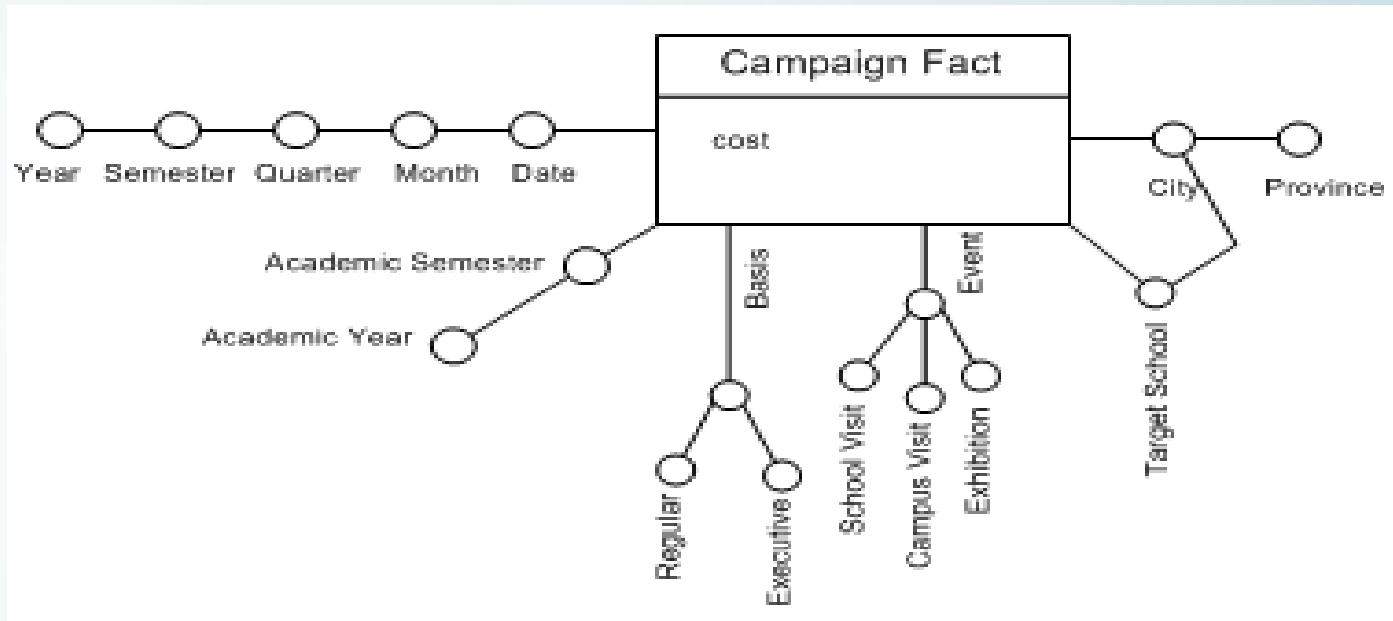 Campaign Fact
cost
Year Semester Quarter Month Date
City Province
Academic Semester
Academic Year
Basis
Event
Regular
Executive
School Visit
Campus Visit
Exhibition
Target School